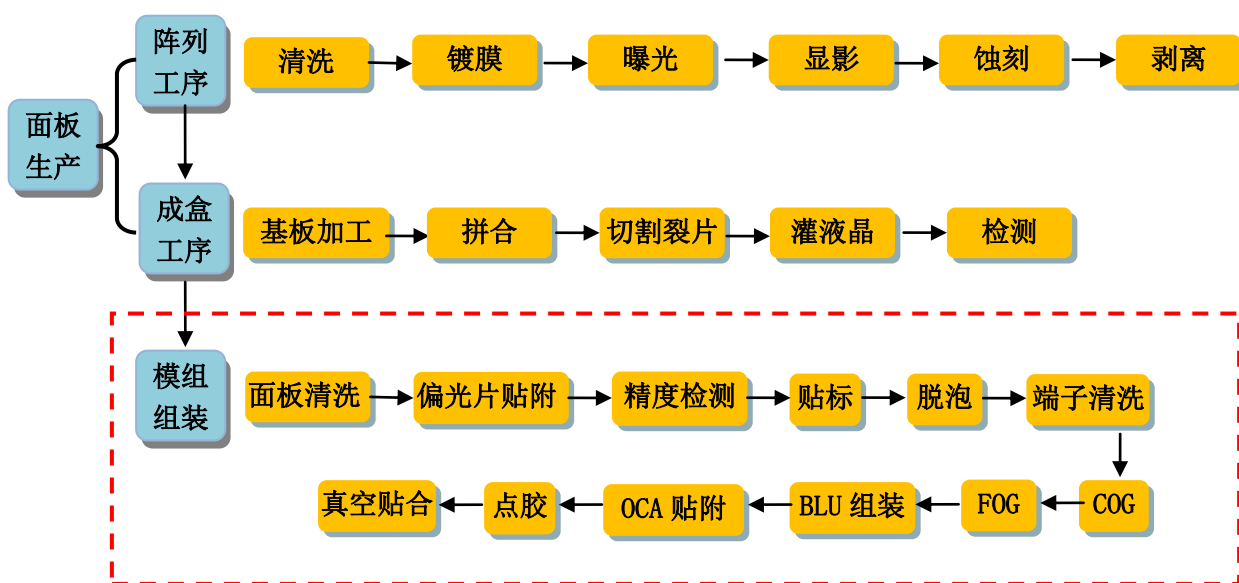 面板
生产
阵列
工序
清洗
镀膜
曝光
显影
蚀刻
剥离
成盒
工序
基板加工
拼合
切割裂片
灌液晶
检测
模组
组装
面板清洗
偏光片贴附
精度检测
贴标
脱泡
端子清洗
COG
FOG
BLU 组装
OCA 贴附
点胶
真空贴合